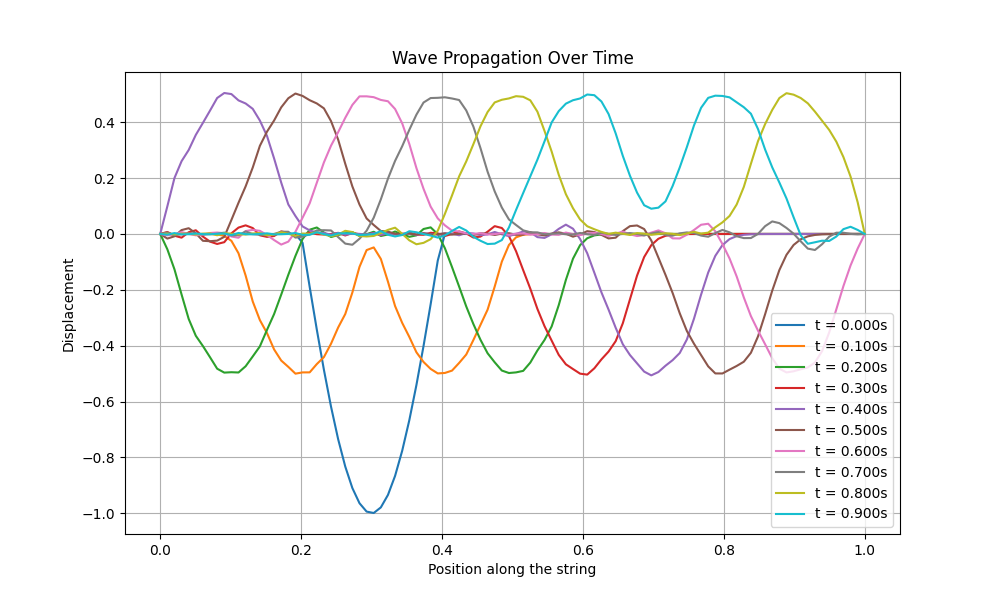 Wave Propagation Over Time
Displacement
0.4
0.2
0.0
−0.2
−0.4
−0.6
−0.8
−1.0
0.0 0.2 0.4 0.6 0.8 1.0
Position along the string
t = 0.000s
t = 0.100s
t = 0.200s
t = 0.300s
t = 0.400s
t = 0.500s
t = 0.600s
t = 0.700s
t = 0.800s
t = 0.900s